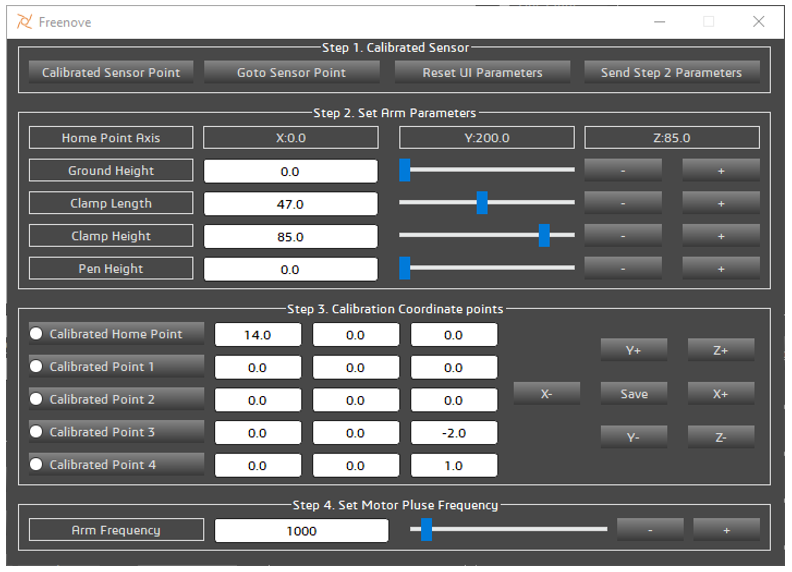 Freenove
Step 1. Calibrated Sensor
Calibrated Sensor Point Goto Sensor Point Reset UI Parameters Send Step 2 Parameters
Step 2. Set Arm Parameters
Home Point Axis X:0.0 Y:200.0 Z:85.0
Ground Height 0.0 - +
Clamp Length 47.0 - +
Clamp Height 85.0 - +
Pen Height 0.0 - +
Step 3. Calibration Coordinate points
Calibrated Home Point 14.0 0.0 0.0
Y+ Z+
Calibrated Point 1 0.0 0.0 0.0
Calibrated Point 2 0.0 0.0 0.0
X- Save X+
Calibrated Point 3 0.0 0.0 -2.0
Y- Z-
Calibrated Point 4 0.0 0.0 1.0
Step 4. Set Motor Pluse Frequency
Arm Frequency 1000 - +